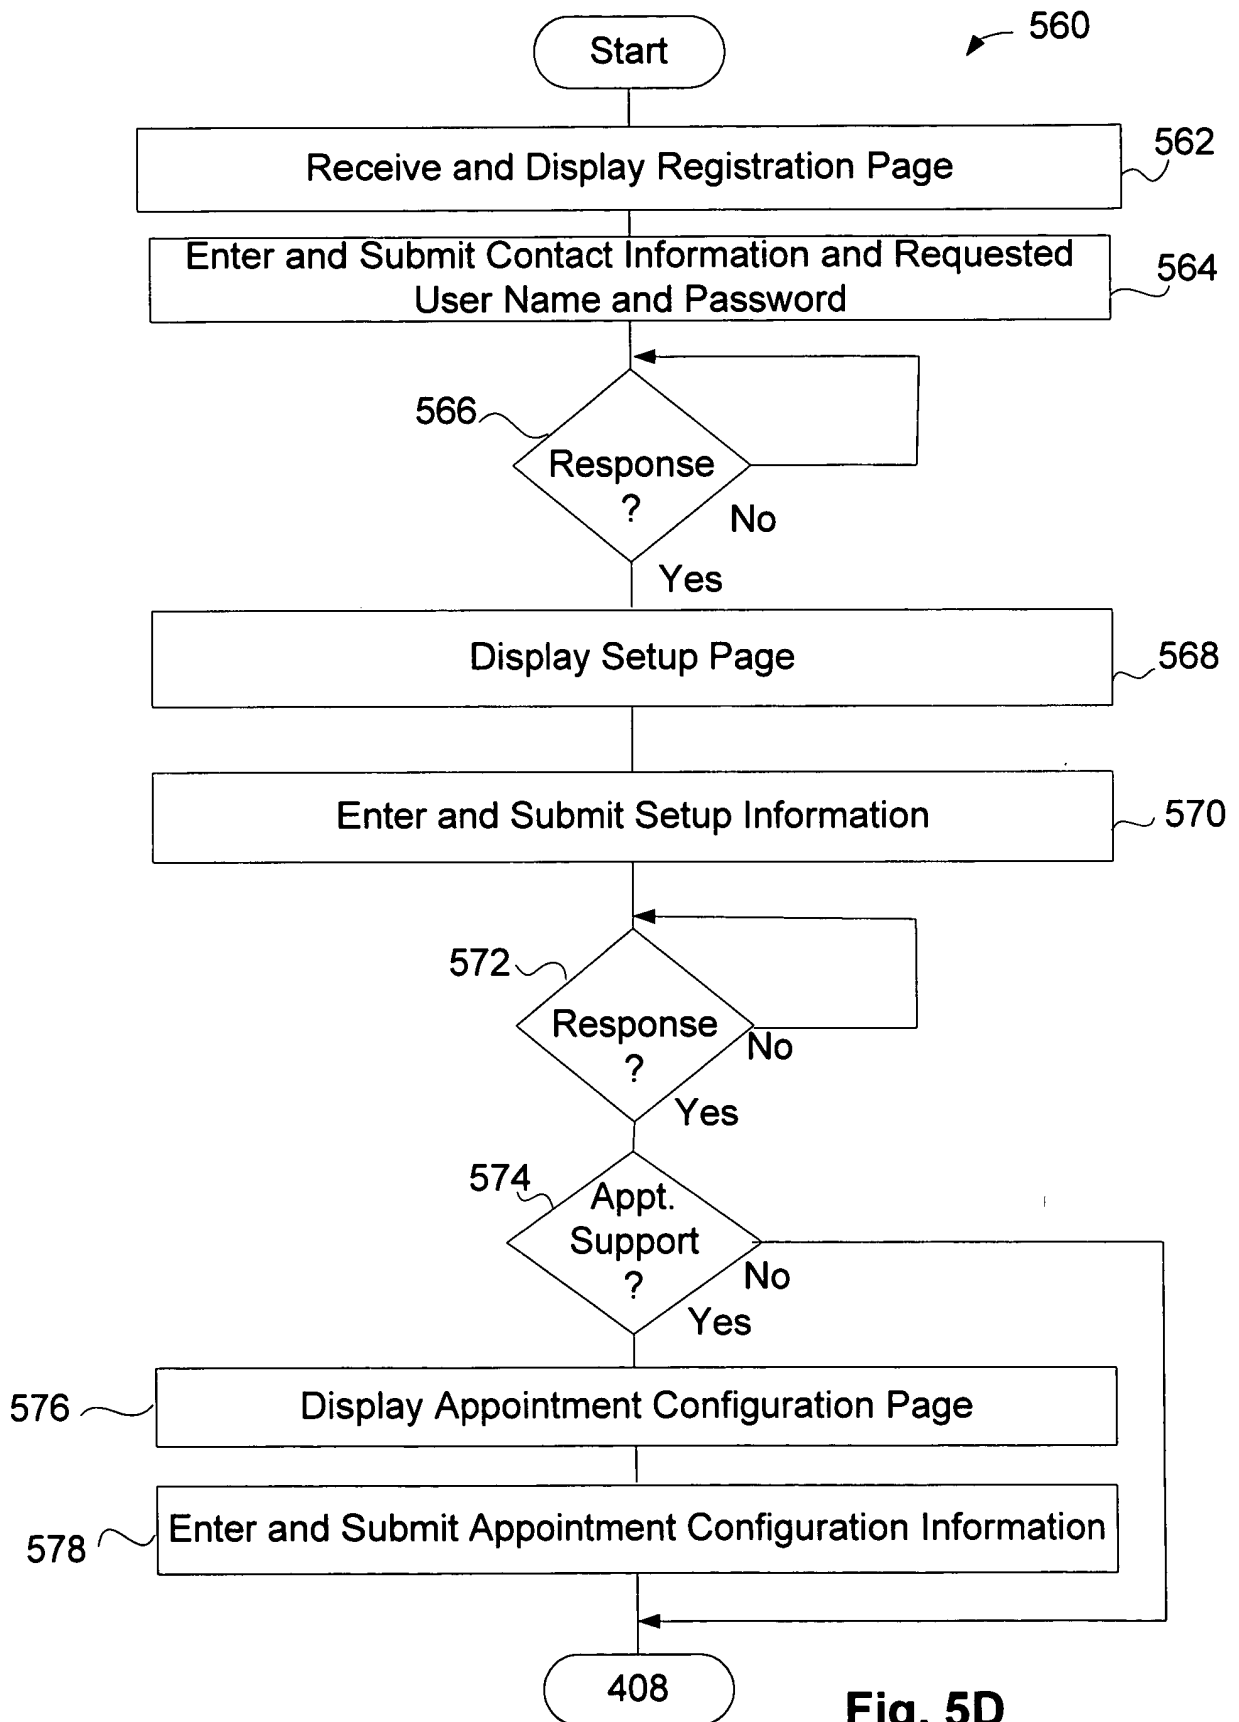 Start
560
Receive and Display Registration Page
562
Enter and Submit Contact Information and Requested
User Name and Password
564
566
Response
?
No
Yes
Display Setup Page
568
Enter and Submit Setup Information
570
572
Response
?
No
Yes
574
Appt.
Support
?
No
Yes
576
Display Appointment Configuration Page
578
Enter and Submit Appointment Configuration Information
408
Fig. 5D